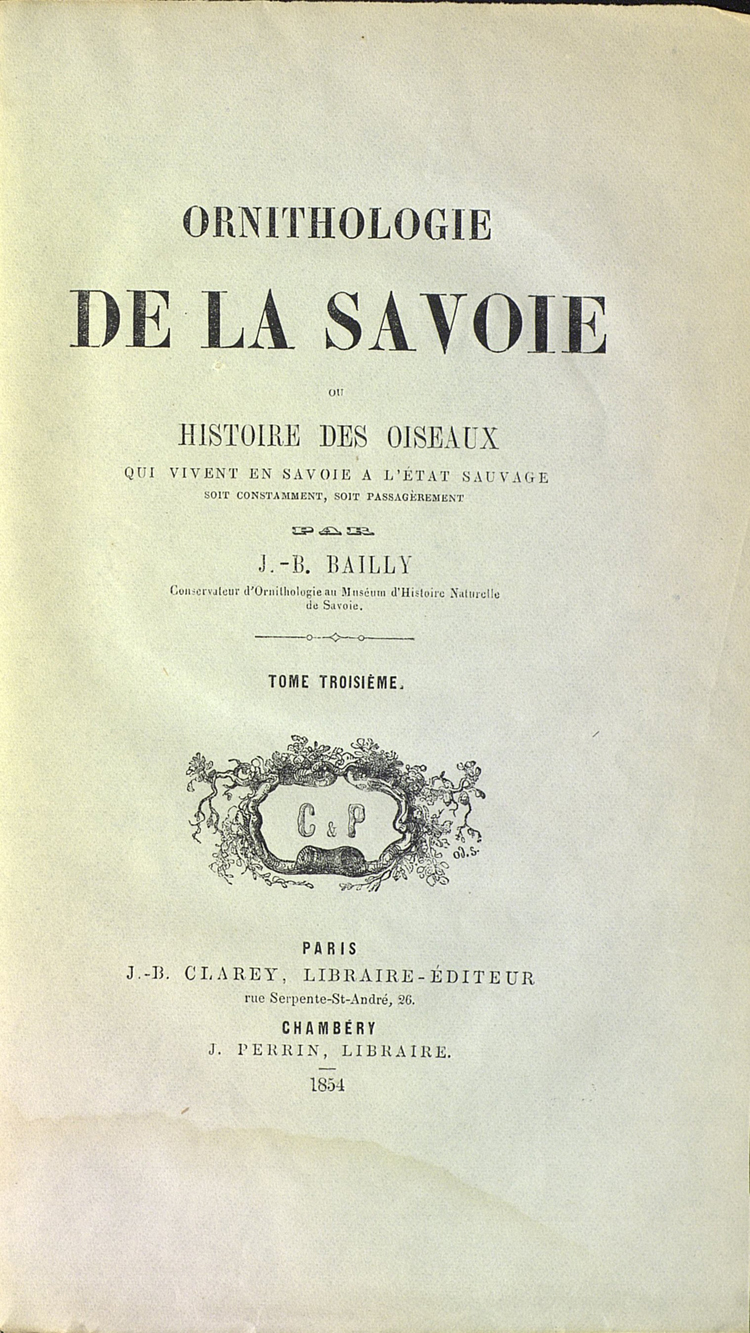 ORNITHOLOGIE
DE LA SAVOIE
OU
HISTOIRE DES OISEAUX
QUI VIVENT EN SAVOIE A L'ÉTAT SAUVAGE
SOIT CONSTAMMENT, SOIT PASSAGÈREMENT
PAR
J.-B. BAILLY
Conservateur d'Ornithologie au Muséum d'Histoire Naturelle
de Savoie.
TOME TROISIÈME.
C & P
PARIS
J.-B. CLAREY, LIBRAIRE-ÉDITEUR
rue Serpente-St-André, 26.
CHAMBÉRY
J. PERRIN, LIBRAIRE.
1854